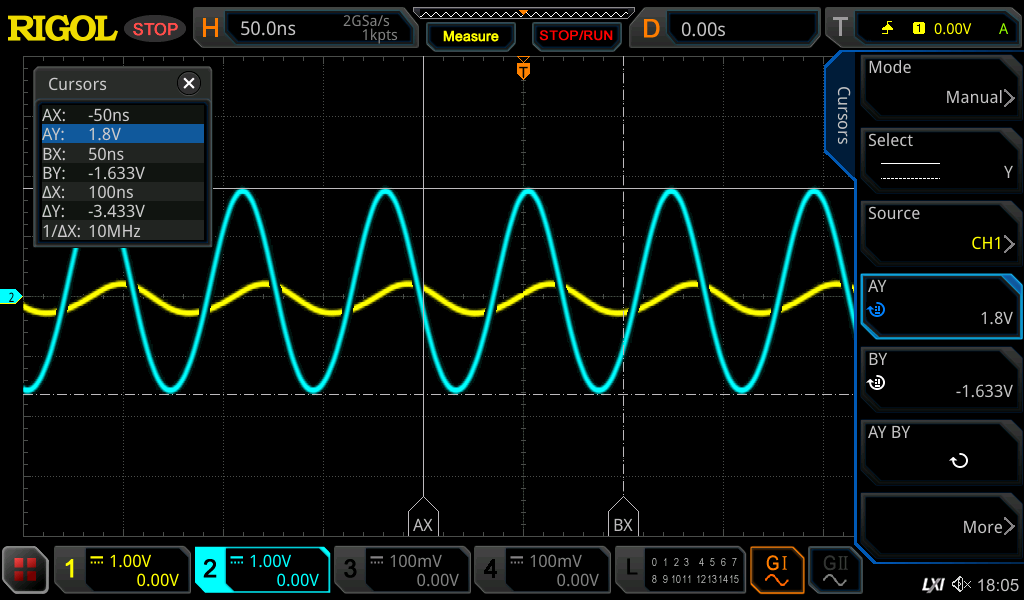 RIGOL STOP H 50.0ns 2GSa/s 1kpts Measure STOP/RUN D 0.00s T 1 0.00V A
T
Cursors
AX: -50ns
AY: 1.8V
BX: 50ns
BY: -1.633V
ΔX: 100ns
ΔY: -3.433V
1/ΔX: 10MHz
2
AX
BX
Cursors
Mode
Manual
Select
Y
Source
CH1
AY
1.8V
BY
-1.633V
AY BY
More
1 1.00V 0.00V
2 1.00V 0.00V
3 100mV 0.00V
4 100mV 0.00V
L 0 1 2 3 4 5 6 7
8 9 10 11 12 13 14 15
GI
GII
LXI 18:05